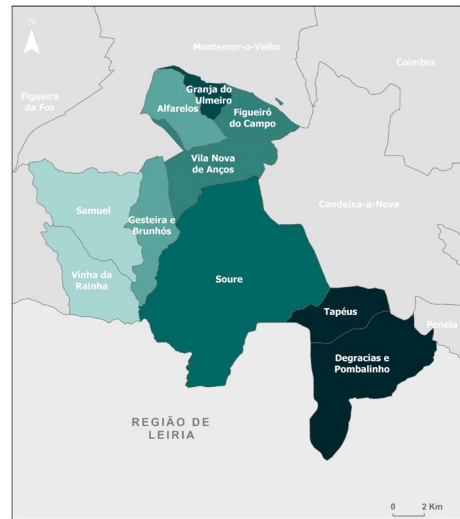 N
Montemor-o-Velho
Coimbra
Figueira
da Foz
Granja do
Ulmeiro
Alfarelos
Figueiró
do Campo
Vila Nova
de Anços
Samuel
Gesteira e
Brunhós
Condeixa-a-Nova
Vinha da
Rainha
Soure
Tapéus
Penela
Degracias e
Pombalinho
REGIÃO DE
LEIRIA
0 2 Km